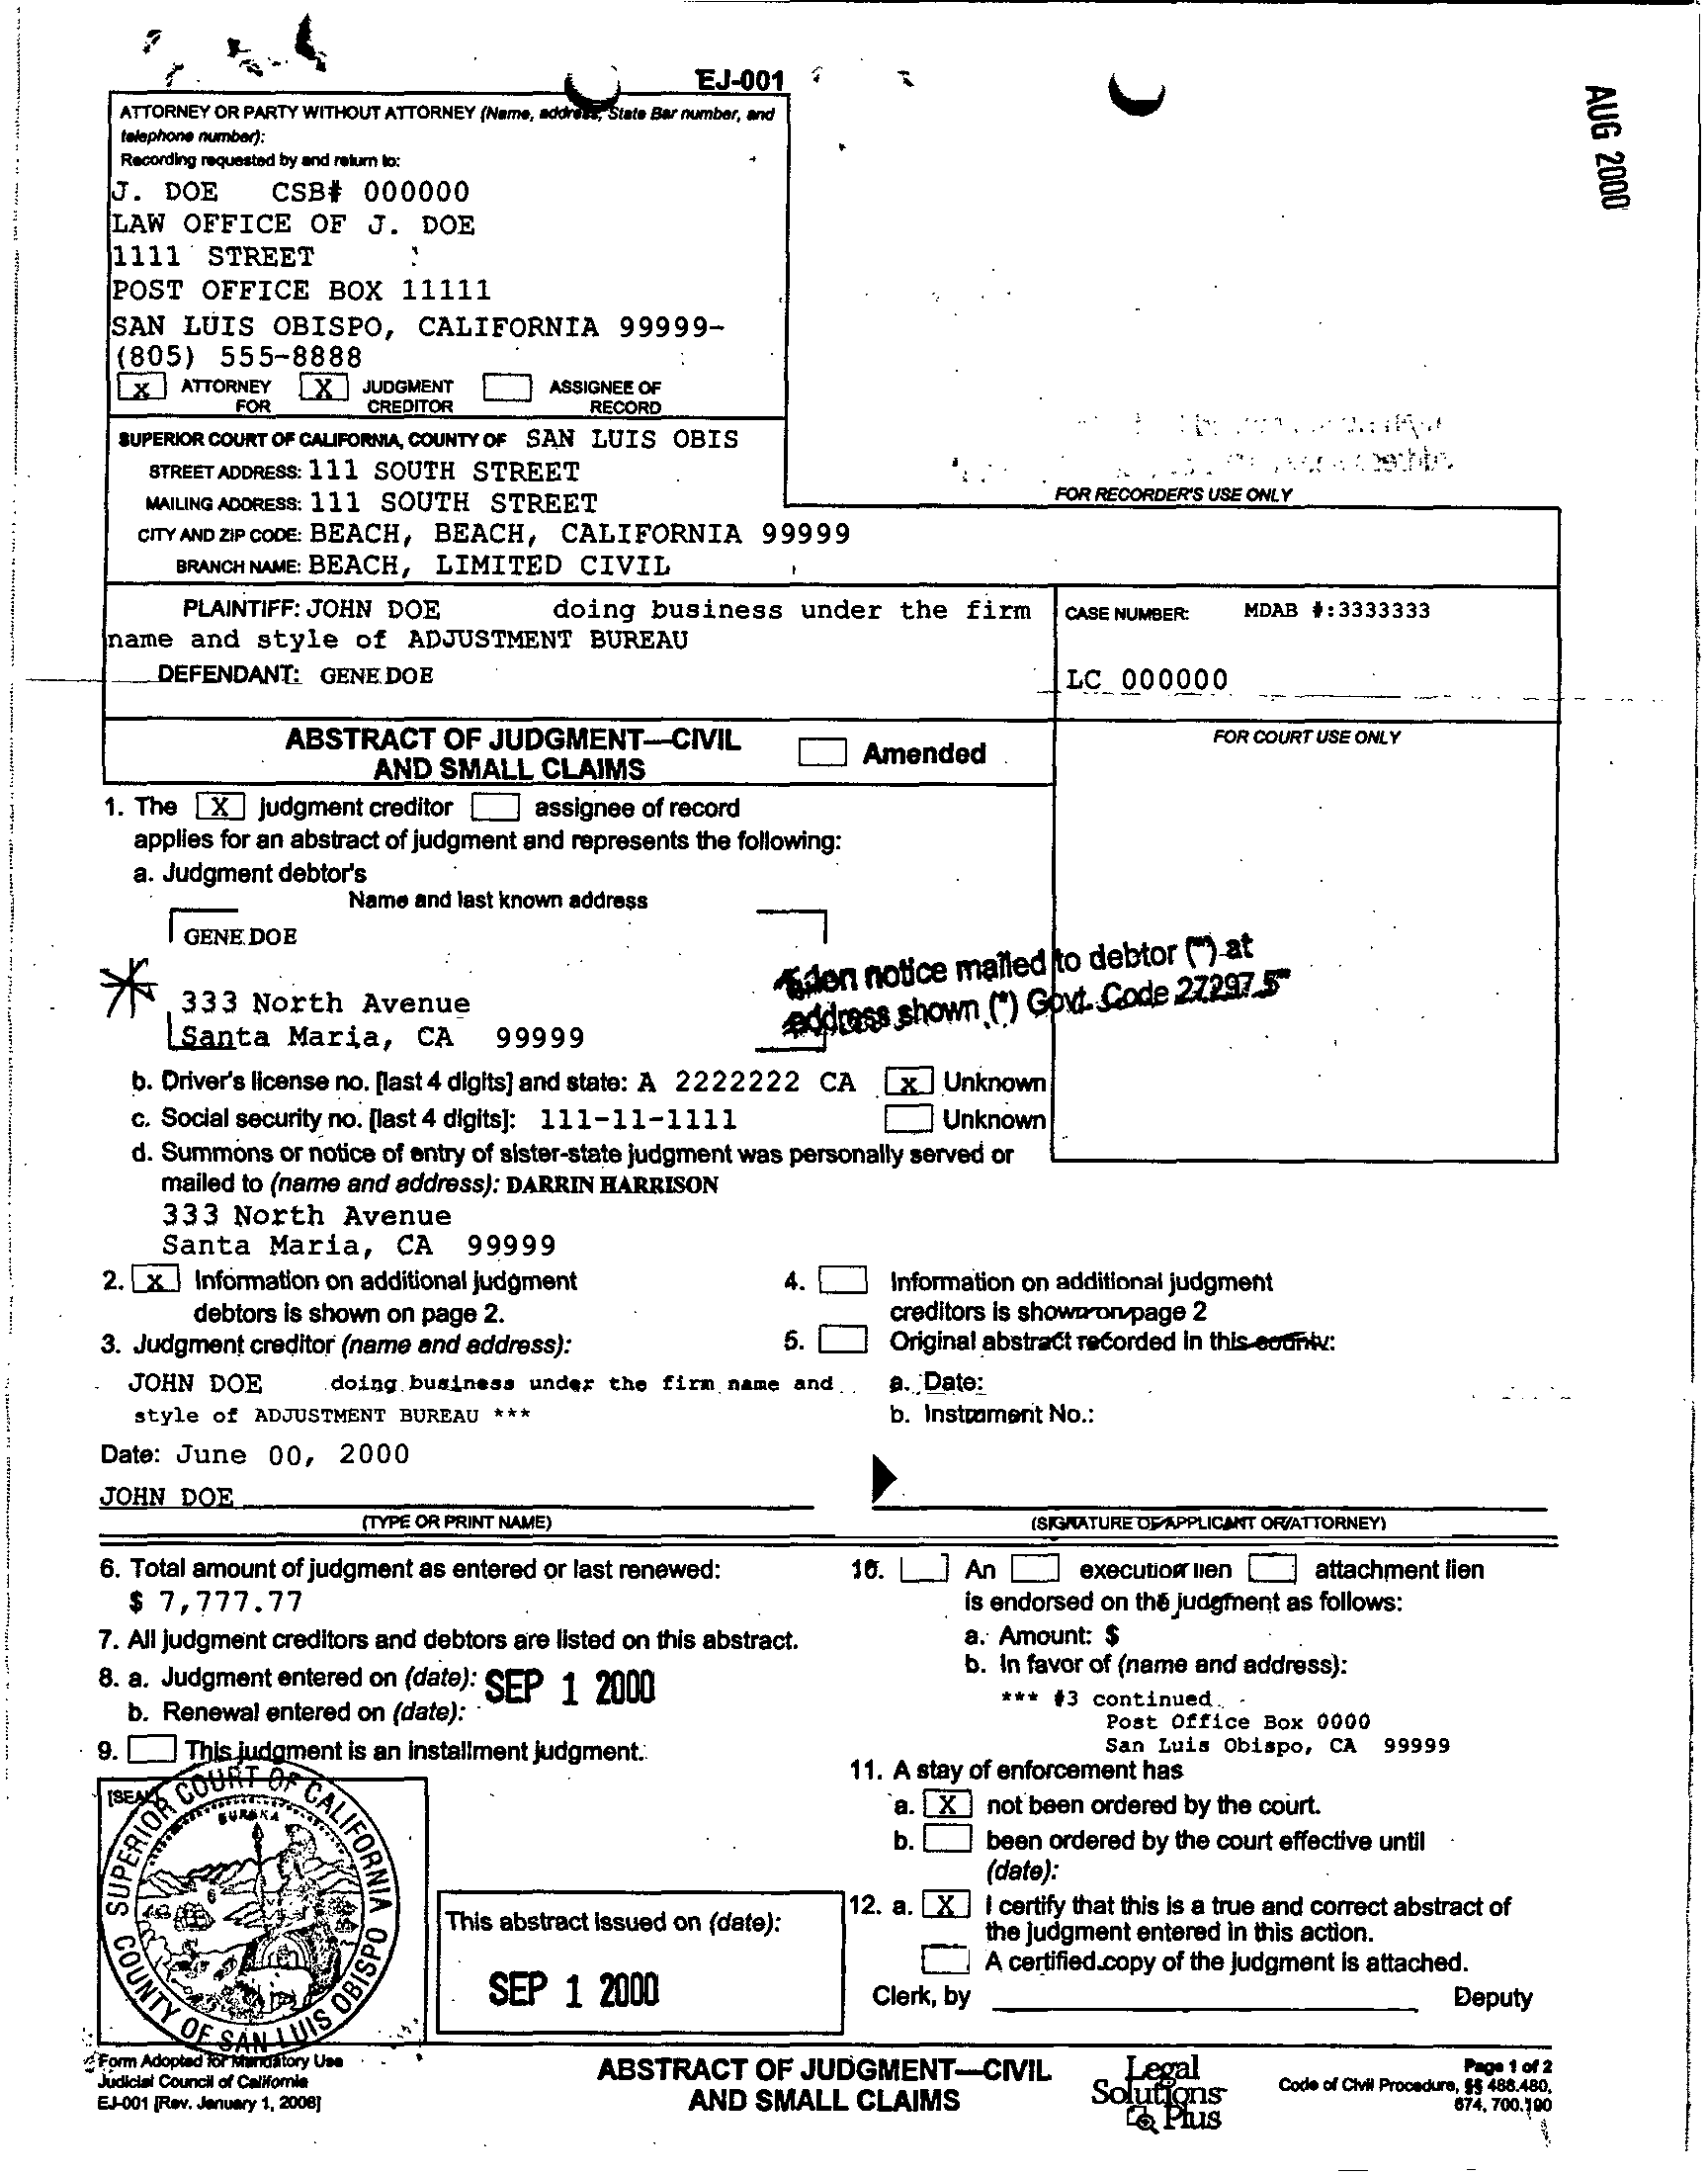 EJ-001
AUG 2000
ATTORNEY OR PARTY WITHOUT ATTORNEY (Name, address, State Bar number, and
telephone number):
Recording requested by and return to:
J. DOE CSB# 000000
LAW OFFICE OF J. DOE
1111 STREET
POST OFFICE BOX 11111
SAN LUIS OBISPO, CALIFORNIA 99999-
(805) 555-8888
X ATTORNEY FOR X JUDGMENT CREDITOR ASSIGNEE OF RECORD
SUPERIOR COURT OF CALIFORNIA, COUNTY OF SAN LUIS OBIS
STREET ADDRESS: 111 SOUTH STREET
MAILING ADDRESS: 111 SOUTH STREET
CITY AND ZIP CODE: BEACH, BEACH, CALIFORNIA 99999
BRANCH NAME: BEACH, LIMITED CIVIL
FOR RECORDER'S USE ONLY
PLAINTIFF: JOHN DOE doing business under the firm
name and style of ADJUSTMENT BUREAU
DEFENDANT: GENE DOE
CASE NUMBER: MDAB #:3333333
LC 000000
ABSTRACT OF JUDGMENT—CIVIL
AND SMALL CLAIMS
Amended
FOR COURT USE ONLY
1. The X judgment creditor assignee of record
applies for an abstract of judgment and represents the following:
a. Judgment debtor's
Name and last known address
GENE DOE
333 North Avenue
Santa Maria, CA 99999
lien notice mailed to debtor (*) at
address shown (*) Govt. Code 27297.5"
b. Driver's license no. [last 4 digits] and state: A 2222222 CA X Unknown
c. Social security no. [last 4 digits]: 111-11-1111 Unknown
d. Summons or notice of entry of sister-state judgment was personally served or
mailed to (name and address): DARRIN HARRISON
333 North Avenue
Santa Maria, CA 99999
2. X Information on additional judgment
debtors is shown on page 2.
3. Judgment creditor (name and address):
JOHN DOE doing business under the firm name and
style of ADJUSTMENT BUREAU ***
4. Information on additional judgment
creditors is shown on page 2
5. Original abstract recorded in this county:
a. Date:
b. Instrument No.:
Date: June 00, 2000
JOHN DOE
(TYPE OR PRINT NAME)
(SIGNATURE OF APPLICANT OR ATTORNEY)
6. Total amount of judgment as entered or last renewed:
$ 7,777.77
7. All judgment creditors and debtors are listed on this abstract.
8. a. Judgment entered on (date): SEP 1 2000
b. Renewal entered on (date):
9. This judgment is an installment judgment.
10. An execution lien attachment lien
is endorsed on the judgment as follows:
a. Amount: $
b. In favor of (name and address):
*** #3 continued
Post Office Box 0000
San Luis Obispo, CA 99999
11. A stay of enforcement has
a. X not been ordered by the court.
b. been ordered by the court effective until
(date):
12. a. X I certify that this is a true and correct abstract of
the judgment entered in this action.
A certified copy of the judgment is attached.
Clerk, by Deputy
[SEAL]
SUPERIOR COURT OF CALIFORNIA
EUREKA
COUNTY OF SAN LUIS OBISPO
This abstract issued on (date):
SEP 1 2000
Form Adopted for Mandatory Use
Judicial Council of California
EJ-001 [Rev. January 1, 2008]
ABSTRACT OF JUDGMENT—CIVIL
AND SMALL CLAIMS
Legal
Solutions
Plus
Page 1 of 2
Code of Civil Procedure, §§ 488.480,
674, 700.190